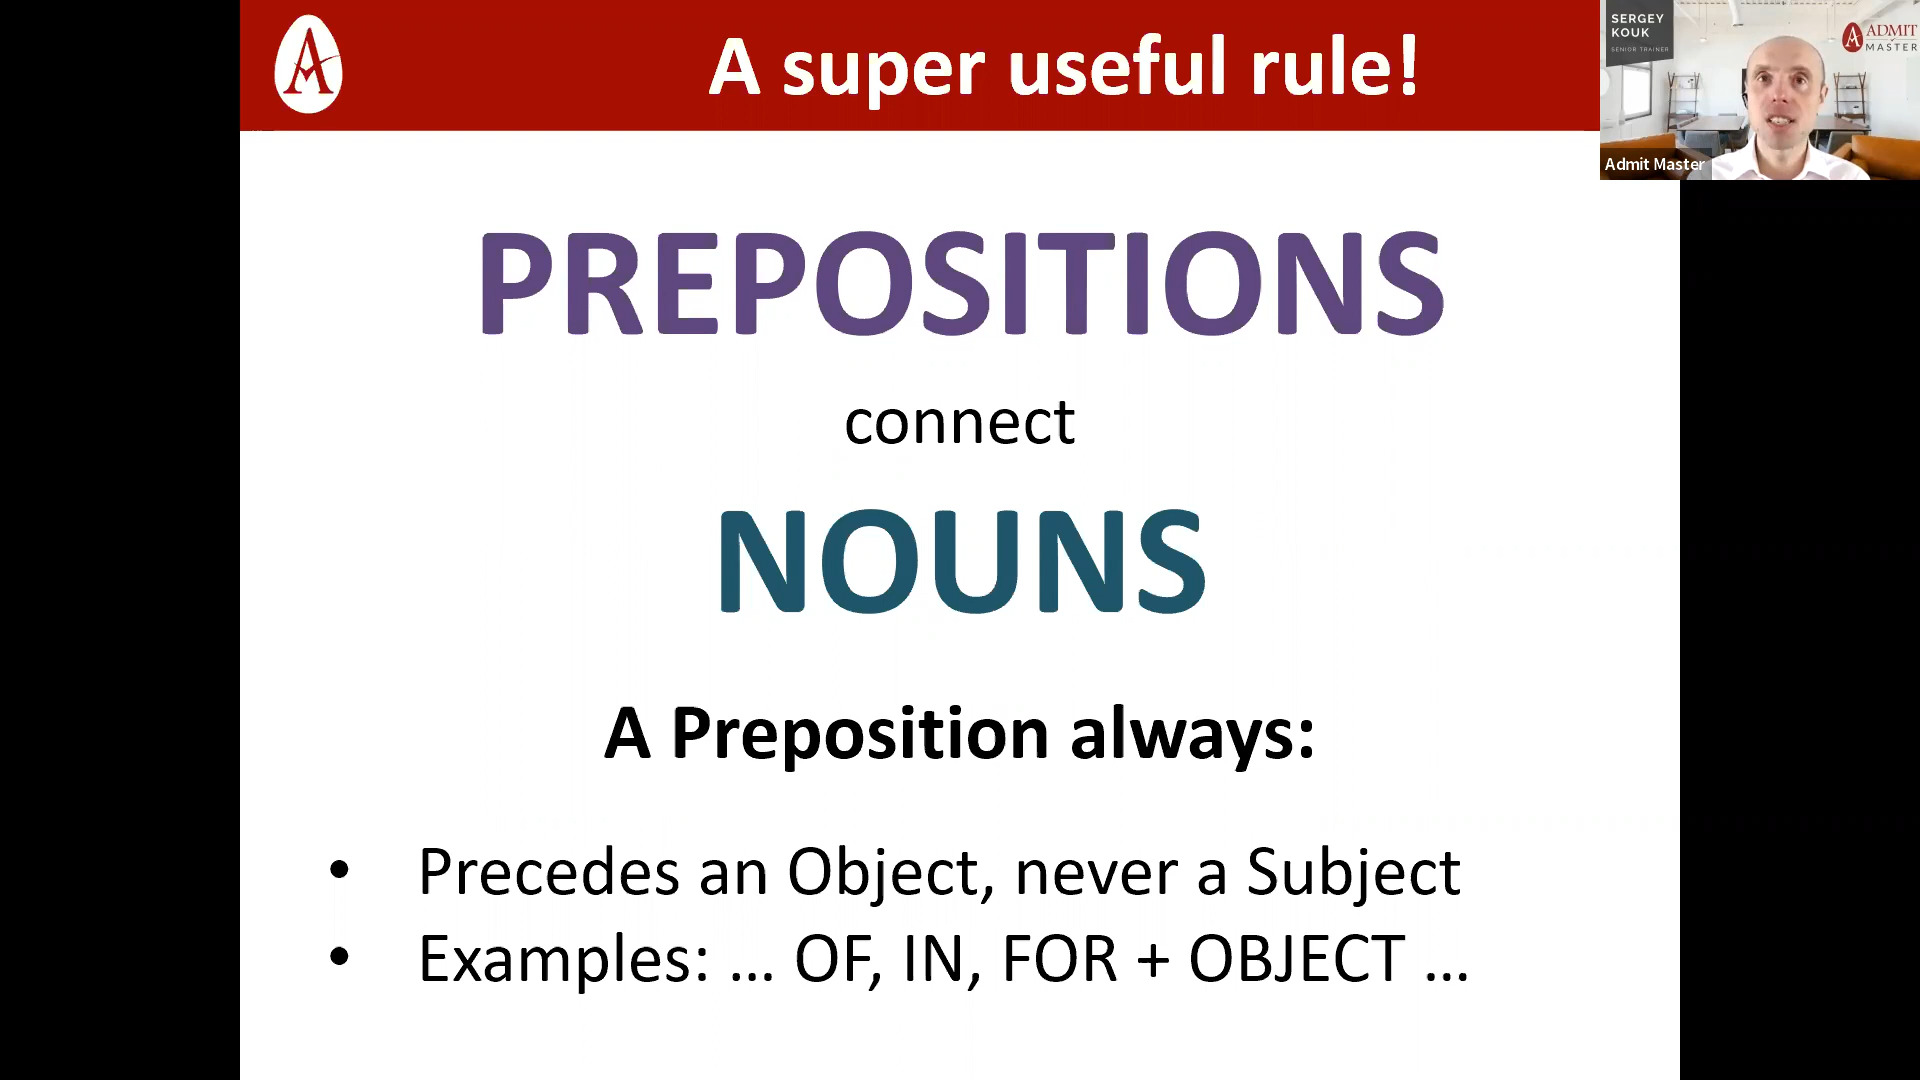 A super useful rule!
PREPOSITIONS
connect
NOUNS
A Preposition always:
• Precedes an Object, never a Subject
• Examples: ... OF, IN, FOR + OBJECT ...
SERGEY
KOUK
SENIOR TRAINER
ADMIT
MASTER
Admit Master